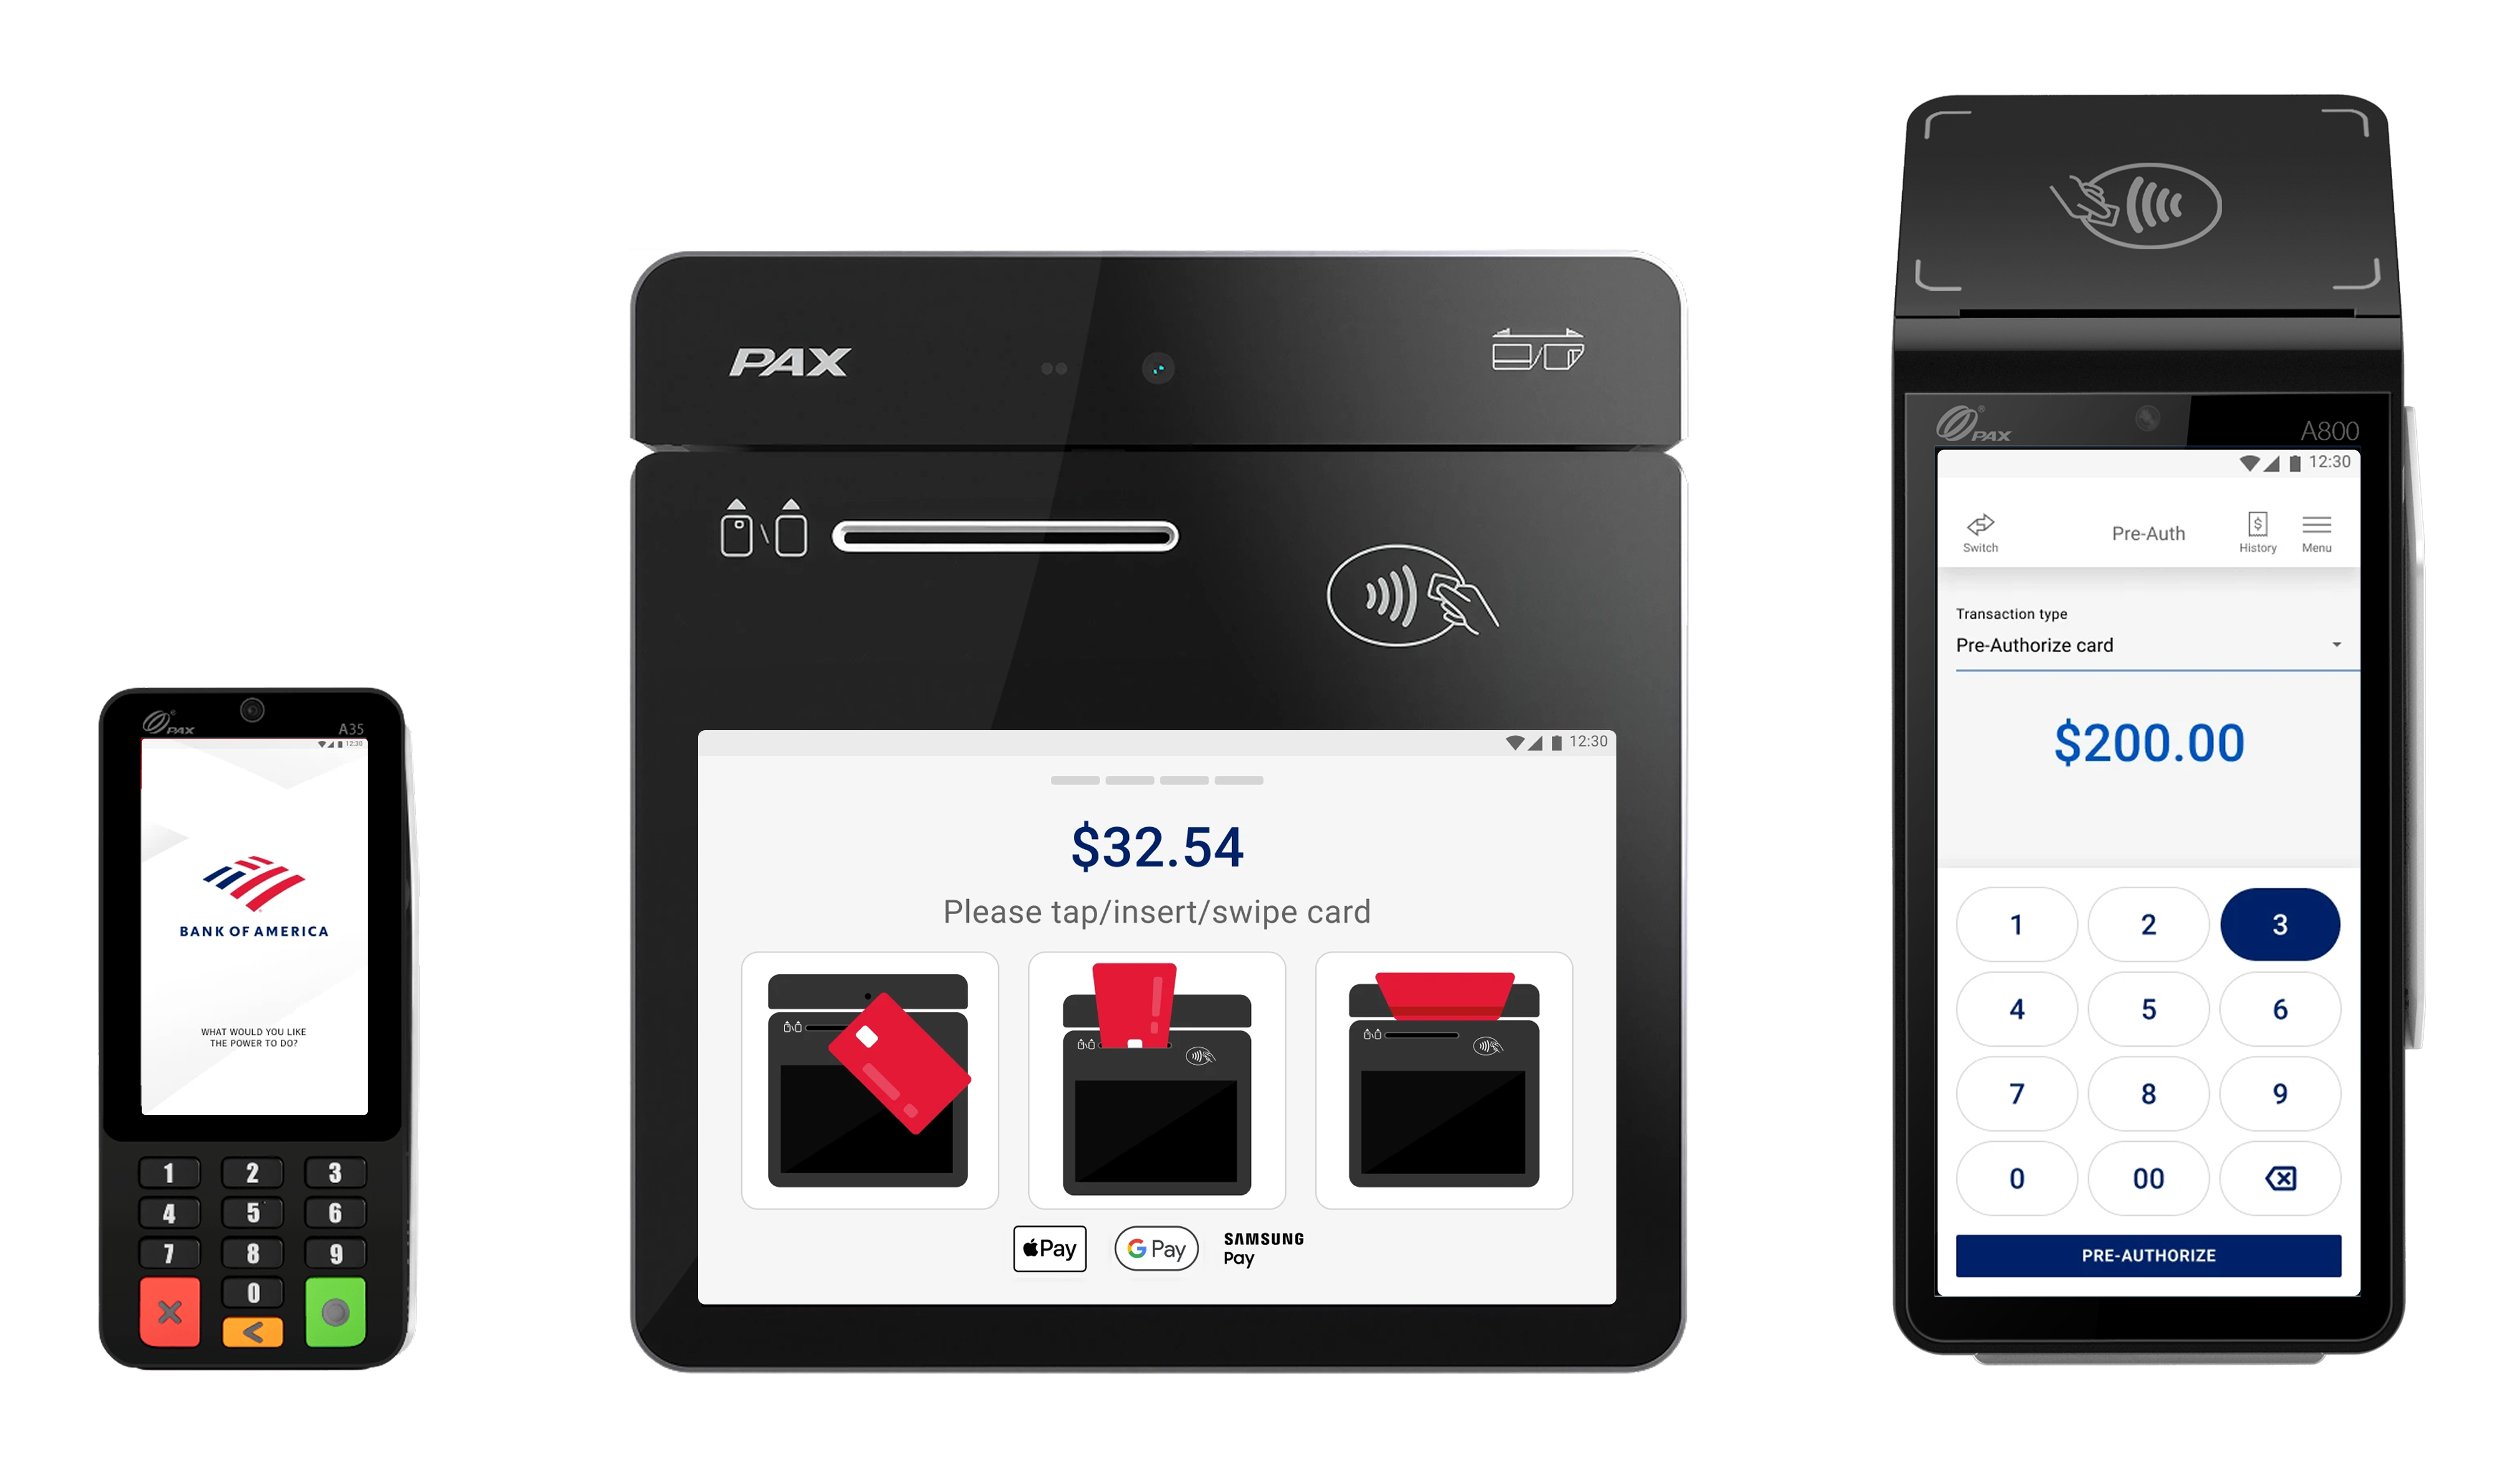 PAX A35
12:30
BANK OF AMERICA
WHAT WOULD YOU LIKE
THE POWER TO DO?
1 2 3
4 5 6
7 8 9
0
PAX
12:30
$32.54
Please tap/insert/swipe card
Pay G Pay SAMSUNG
Pay
PAX A800
12:30
Switch Pre-Auth History Menu
Transaction type
Pre-Authorize card
$200.00
1 2 3
4 5 6
7 8 9
0 00
PRE-AUTHORIZE